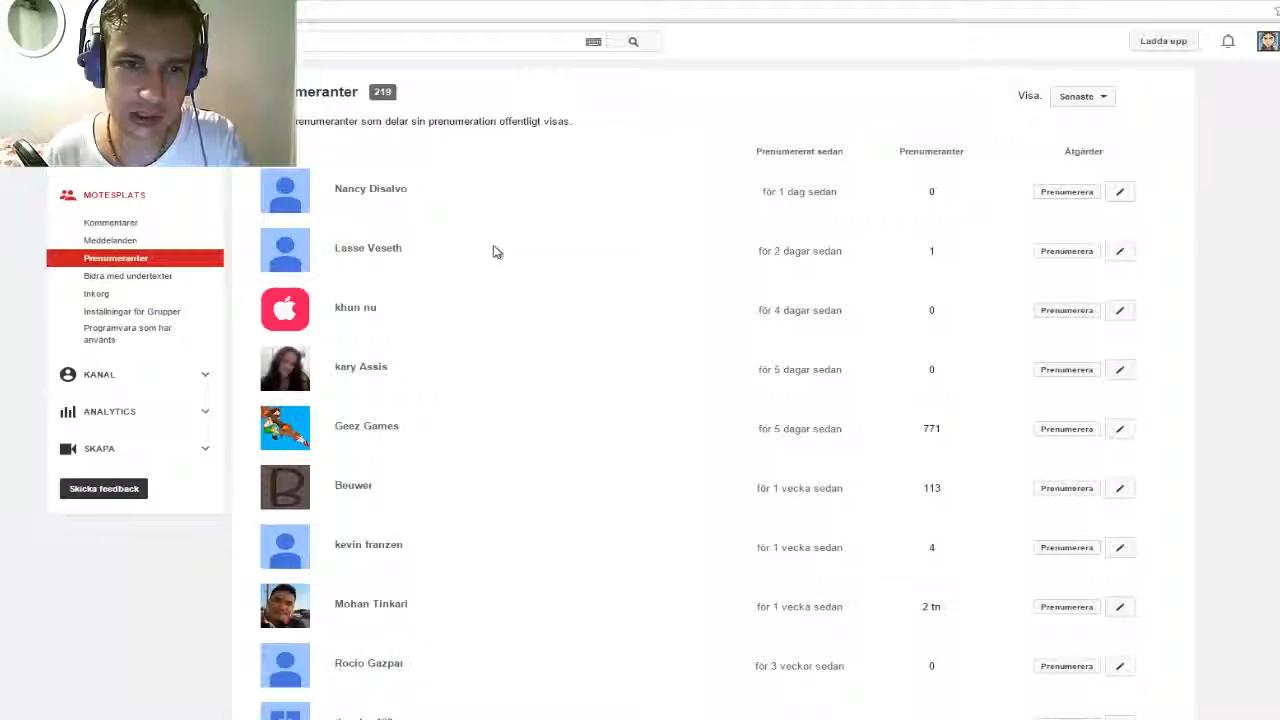 Ladda upp
meranter 219
Visa. Senaste
renumeranter som delar sin prenumeration offentligt visas.
Prenumererat sedan Prenumeranter Åtgärder
MÖTESPLATS
Kommentarer
Meddelanden
Prenumeranter
Bidra med undertexter
Inkorg
Inställningar för Grupper
Programvara som har
använts
KANAL
ANALYTICS
SKAPA
Skicka feedback
Nancy Disalvo för 1 dag sedan 0 Prenumerera
Lasse Veseth för 2 dagar sedan 1 Prenumerera
khun nu för 4 dagar sedan 0 Prenumerera
kary Assis för 5 dagar sedan 0 Prenumerera
Geez Games för 5 dagar sedan 771 Prenumerera
B
Beuwer för 1 vecka sedan 113 Prenumerera
kevin franzen för 1 vecka sedan 4 Prenumerera
Mohan Tinkari för 1 vecka sedan 2 tn Prenumerera
Rocio Gazpar för 3 veckor sedan 0 Prenumerera